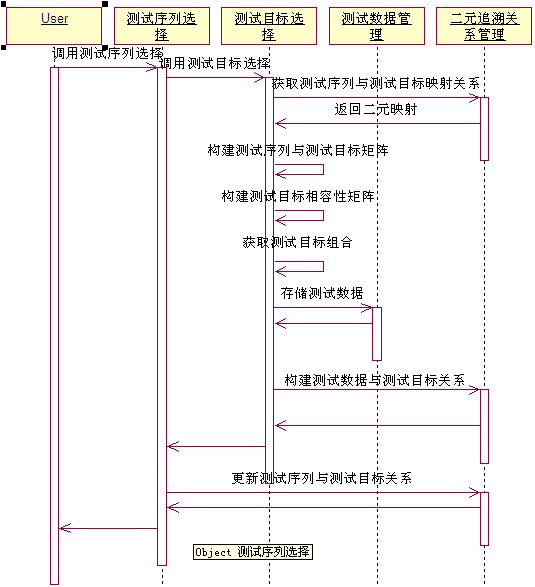 User
测试序列选
择
测试目标选
择
测试数据管
理
二元追溯关
系管理
调用测试序列选择
调用测试目标选择
获取测试序列与测试目标映射关系
返回二元映射
构建测试序列与测试目标矩阵
构建测试目标相容性矩阵
获取测试目标组合
存储测试数据
构建测试数据与测试目标关系
更新测试序列与测试目标关系
Object 测试序列选择